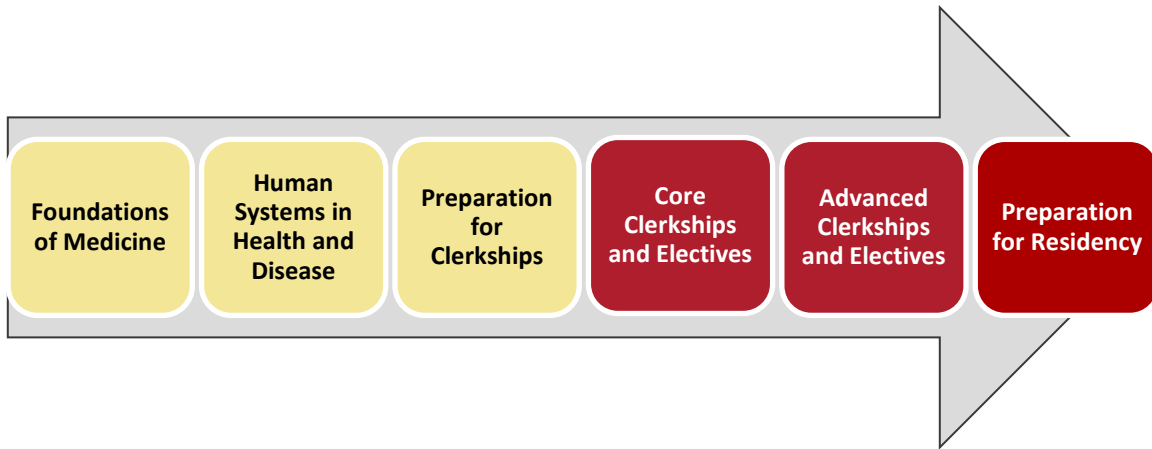 Foundations
of Medicine
Human
Systems in
Health and
Disease
Preparation
for
Clerkships
Core
Clerkships
and Electives
Advanced
Clerkships
and Electives
Preparation
for Residency